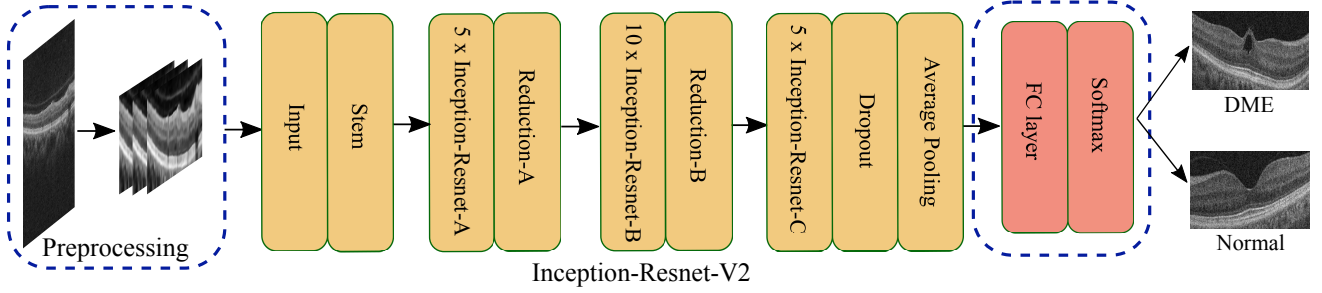 Preprocessing
Input
Stem
5 x Inception-Resnet-A
Reduction-A
10 x Inception-Resnet-B
Reduction-B
5 x Inception-Resnet-C
Dropout
Average Pooling
FC layer
Softmax
DME
Normal
Inception-Resnet-V2